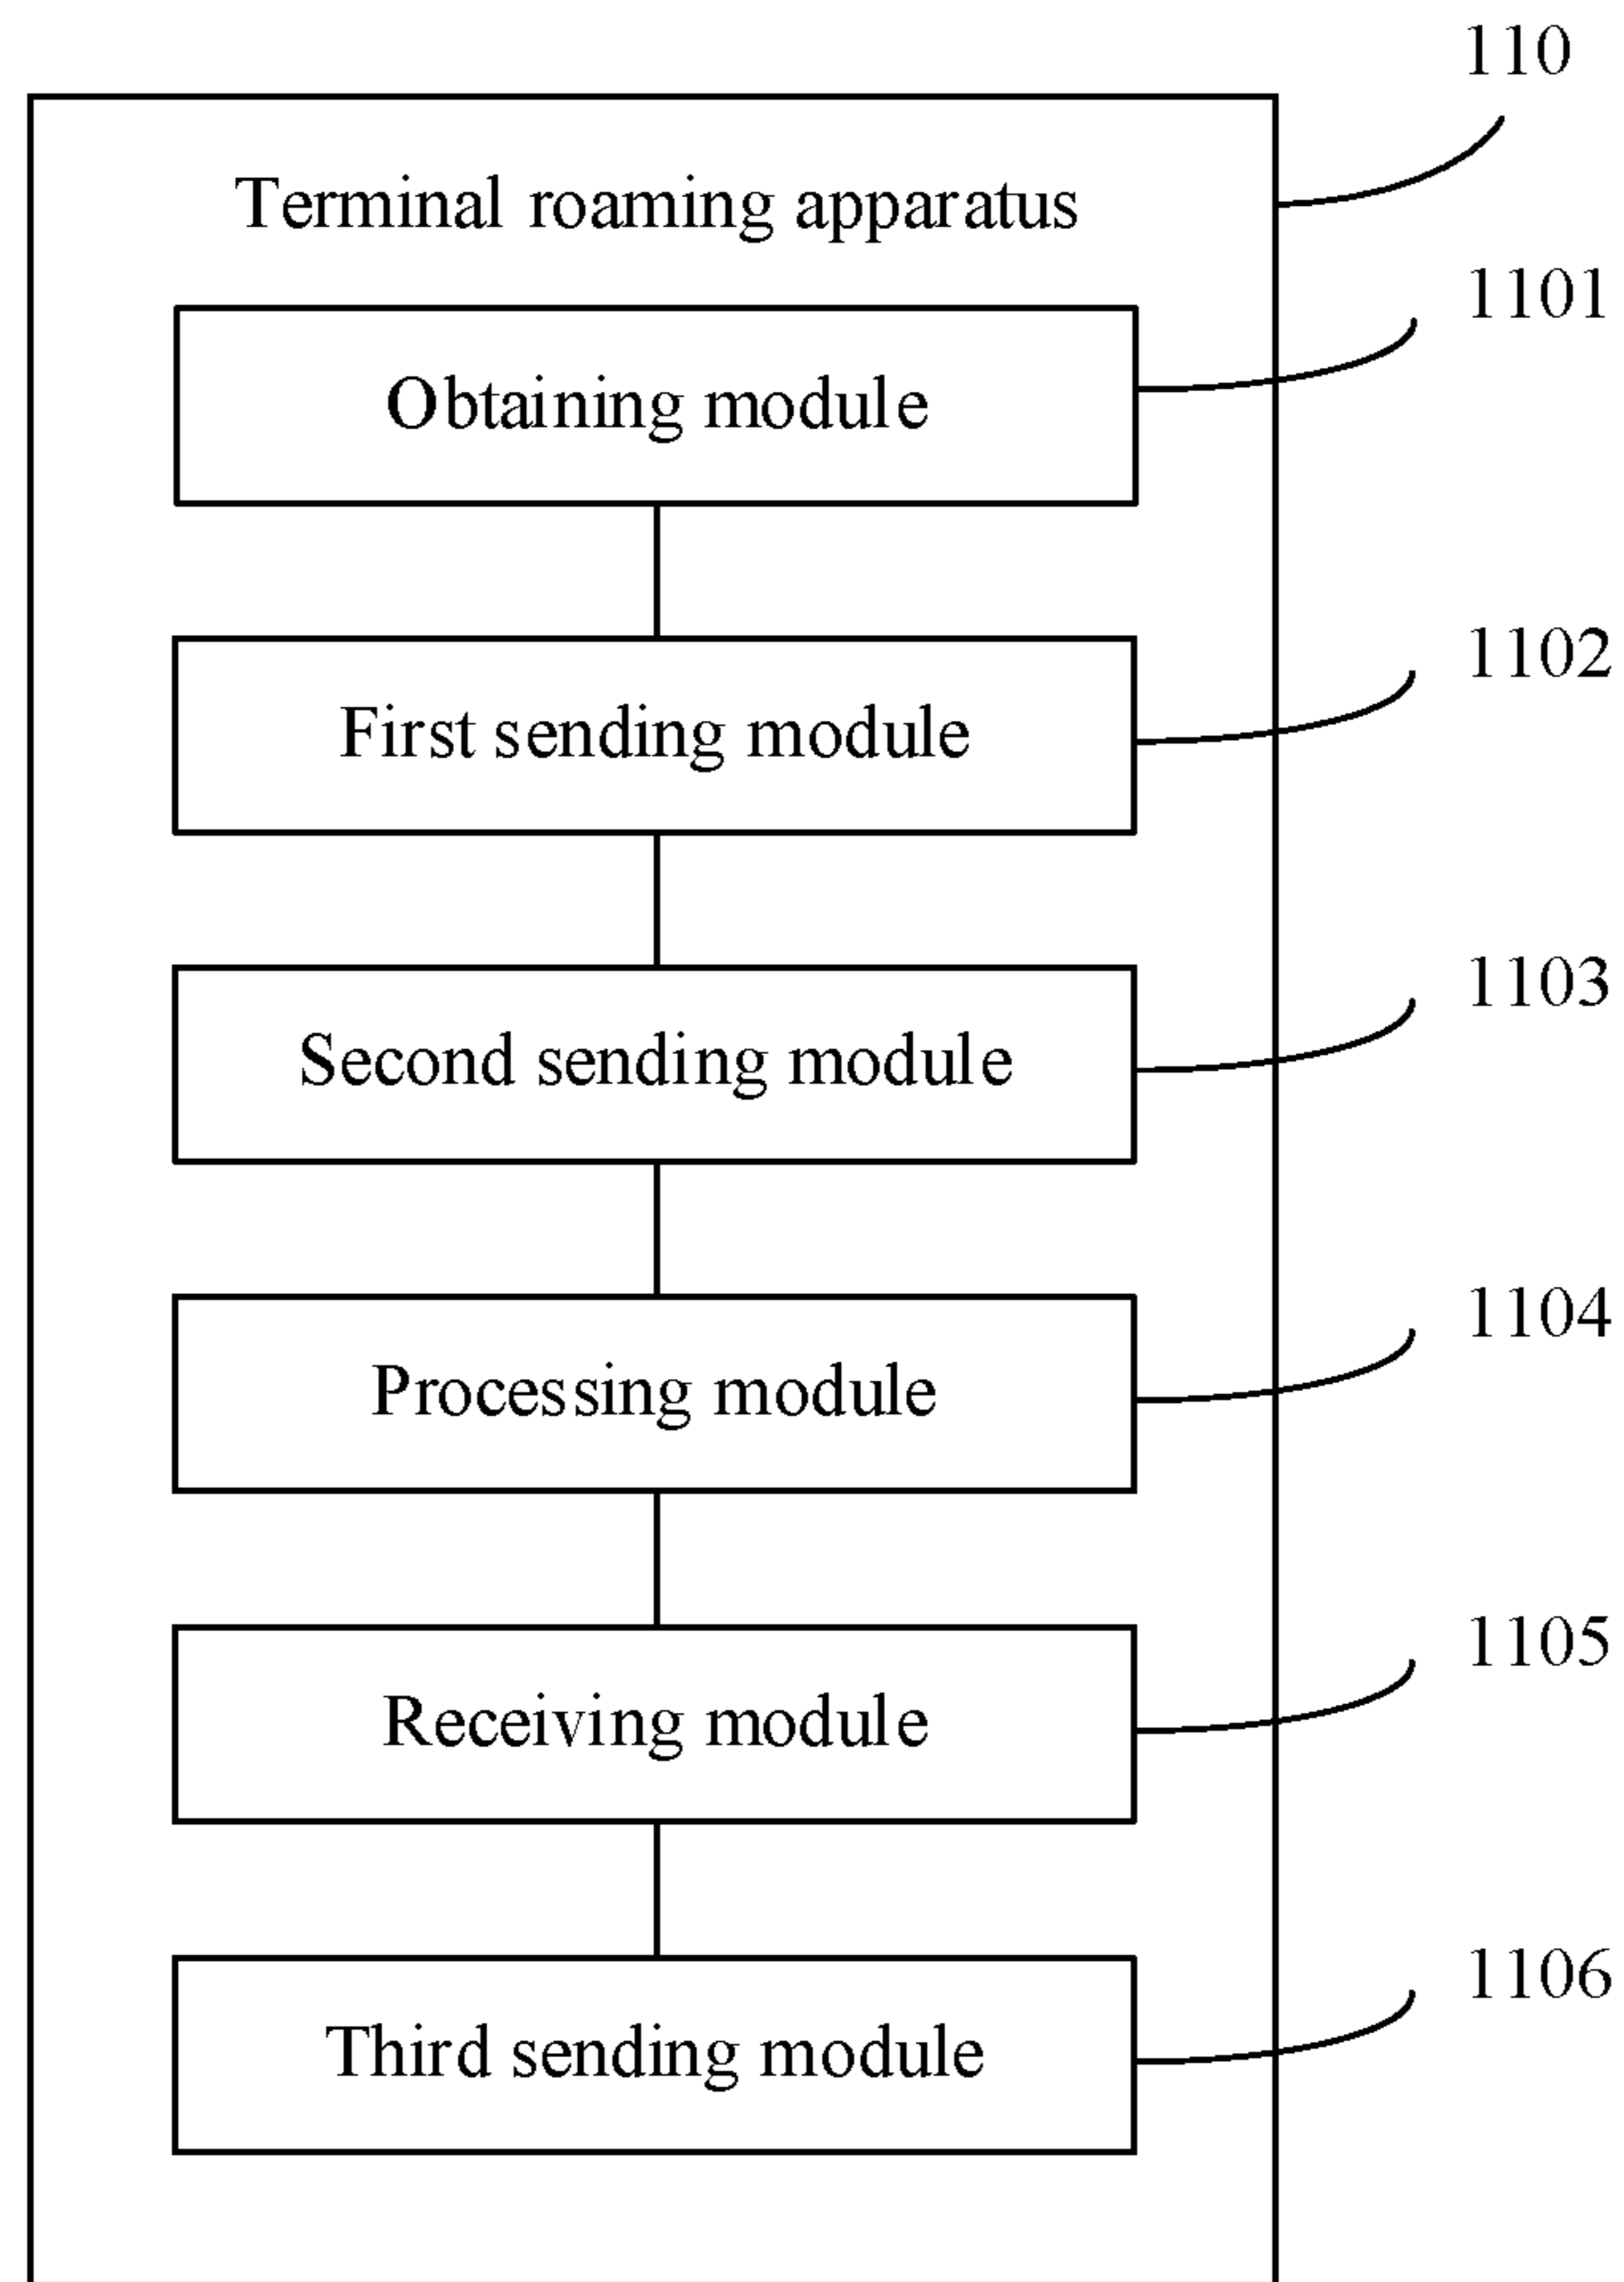 110
Terminal roaming apparatus
1101
Obtaining module
1102
First sending module
1103
Second sending module
1104
Processing module
1105
Receiving module
1106
Third sending module